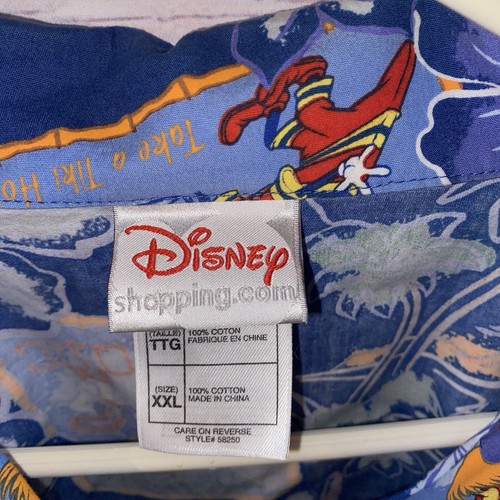 Take a Tiki Ho
Disney
shopping.com
(TAILLE) 100% COTON
TTG FABRIQUE EN CHINE
(SIZE) 100% COTTON
XXL MADE IN CHINA
CARE ON REVERSE
STYLE# 58250